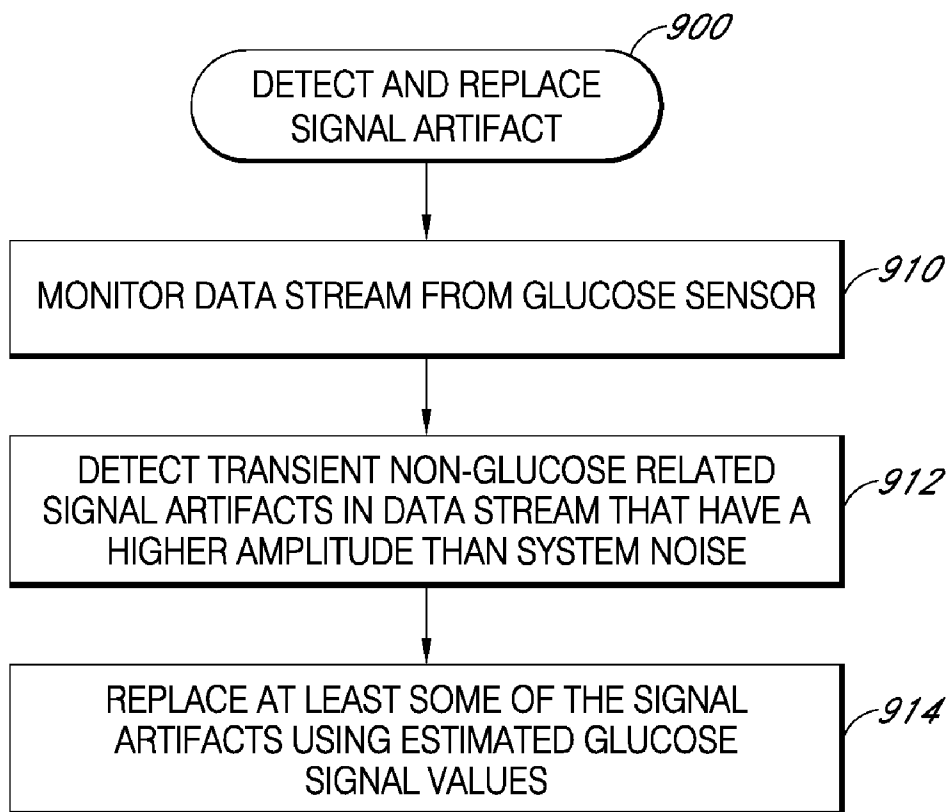 900
DETECT AND REPLACE
SIGNAL ARTIFACT
910
MONITOR DATA STREAM FROM GLUCOSE SENSOR
912
DETECT TRANSIENT NON-GLUCOSE RELATED
SIGNAL ARTIFACTS IN DATA STREAM THAT HAVE A
HIGHER AMPLITUDE THAN SYSTEM NOISE
914
REPLACE AT LEAST SOME OF THE SIGNAL
ARTIFACTS USING ESTIMATED GLUCOSE
SIGNAL VALUES